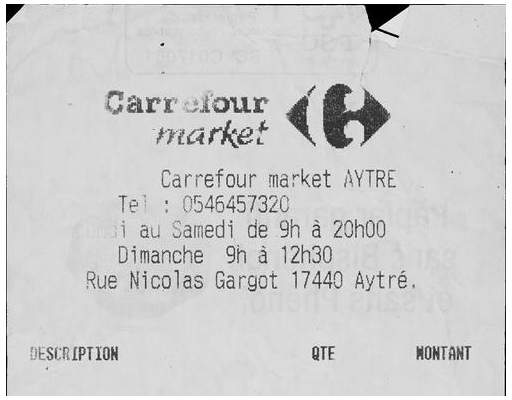 Carrefour
market
Carrefour market AYTRE
Tel : 0546457320
di au Samedi de 9h à 20h00
Dimanche 9h à 12h30
Rue Nicolas Gargot 17440 Aytré.
DESCRIPTION QTE MONTANT